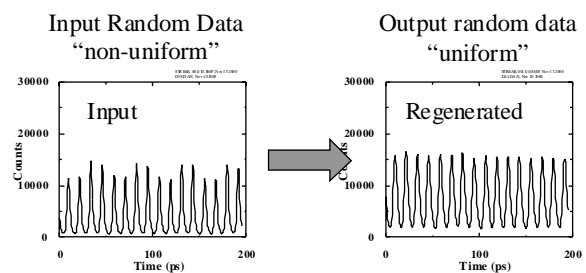 Input Random Data
“non-uniform”
Output random data
“uniform”
30000
20000
10000
0
Counts
Input
0
100
200
Time (ps)
30000
20000
10000
0
Counts
Regenerated
0
100
200
Time (ps)